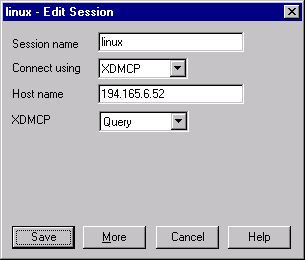 linux - Edit Session
Session name linux
Connect using XDMCP
Host name 194.165.6.52
XDMCP Query
Save More Cancel Help